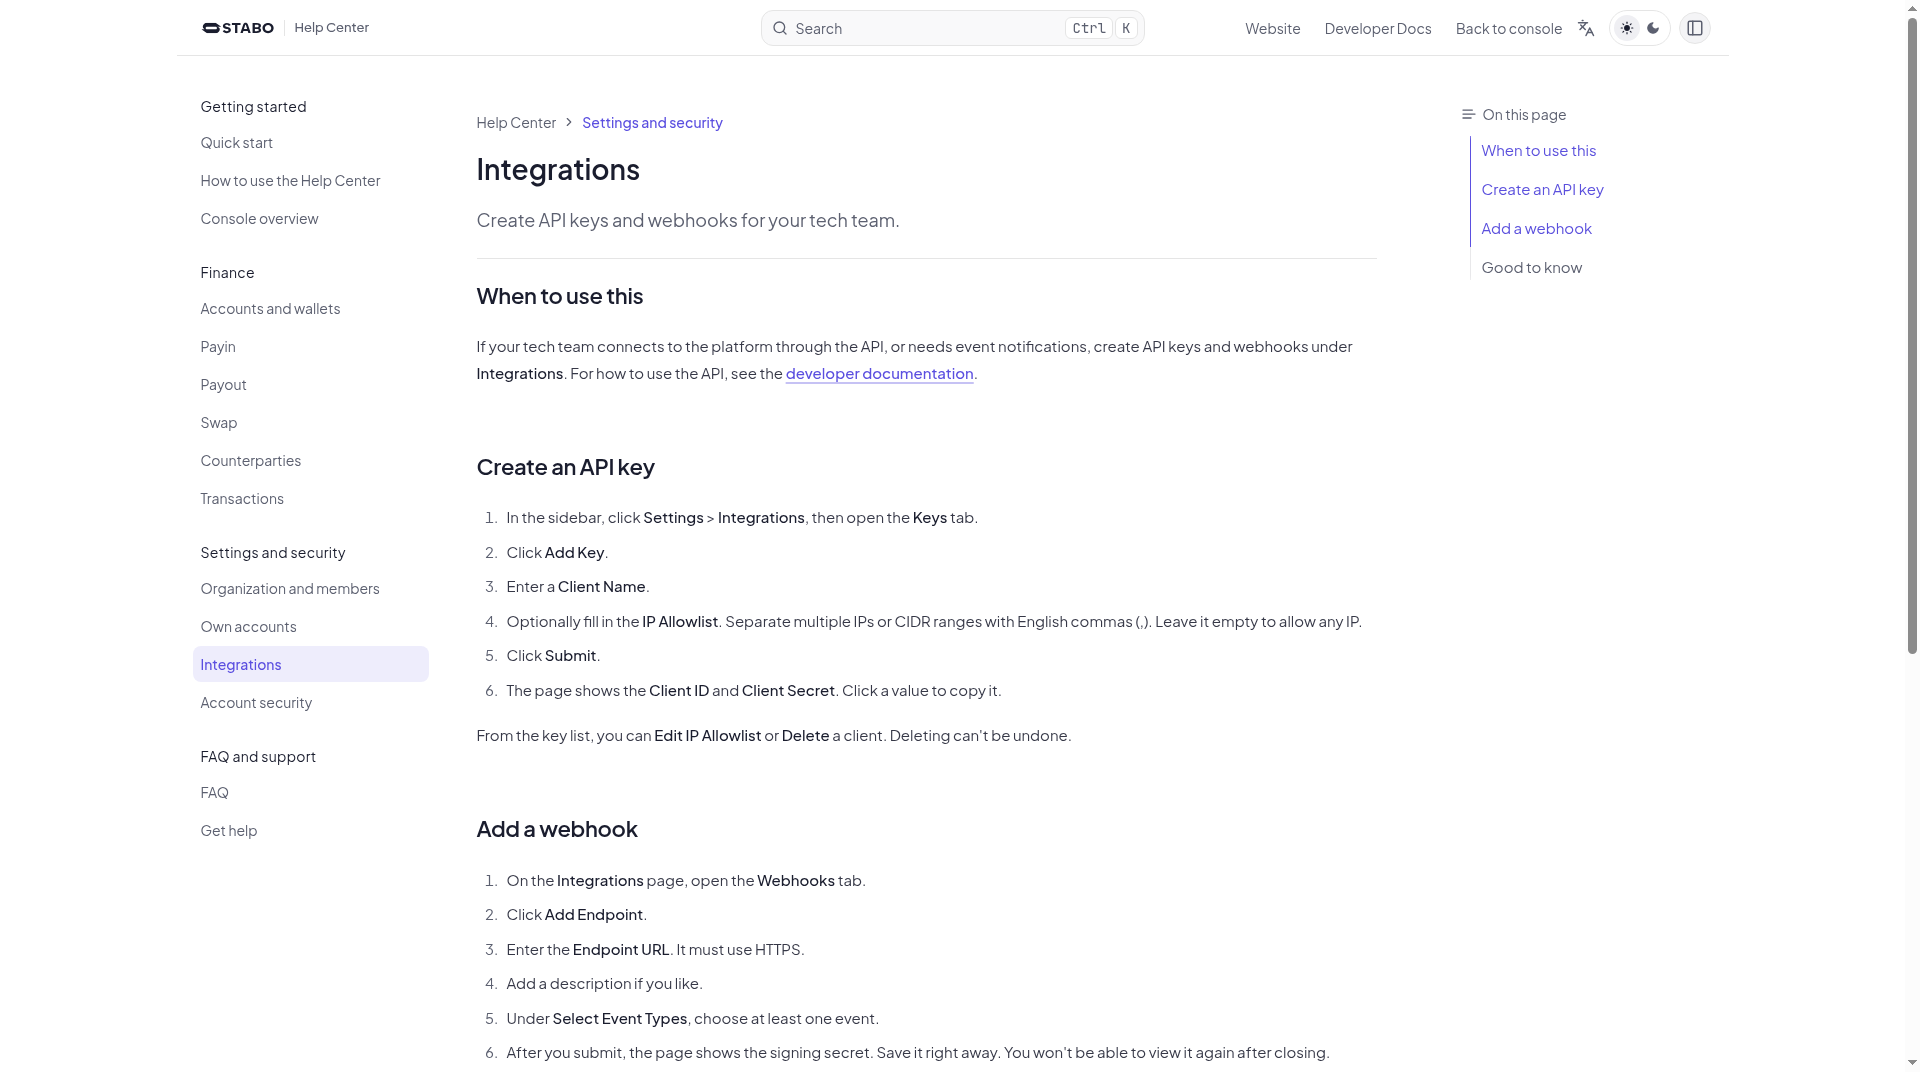 STABO
Help Center
Search
Ctrl K
Website
Developer Docs
Back to console
Getting started
Quick start
How to use the Help Center
Console overview
Finance
Accounts and wallets
Payin
Payout
Swap
Counterparties
Transactions
Settings and security
Organization and members
Own accounts
Integrations
Account security
FAQ and support
FAQ
Get help
Help Center > Settings and security
Integrations
Create API keys and webhooks for your tech team.
When to use this
If your tech team connects to the platform through the API, or needs event notifications, create API keys and webhooks under
Integrations. For how to use the API, see the developer documentation.
Create an API key
1. In the sidebar, click Settings > Integrations, then open the Keys tab.
2. Click Add Key.
3. Enter a Client Name.
4. Optionally fill in the IP Allowlist. Separate multiple IPs or CIDR ranges with English commas (,). Leave it empty to allow any IP.
5. Click Submit.
6. The page shows the Client ID and Client Secret. Click a value to copy it.
From the key list, you can Edit IP Allowlist or Delete a client. Deleting can't be undone.
Add a webhook
1. On the Integrations page, open the Webhooks tab.
2. Click Add Endpoint.
3. Enter the Endpoint URL. It must use HTTPS.
4. Add a description if you like.
5. Under Select Event Types, choose at least one event.
6. After you submit, the page shows the signing secret. Save it right away. You won't be able to view it again after closing.
On this page
When to use this
Create an API key
Add a webhook
Good to know